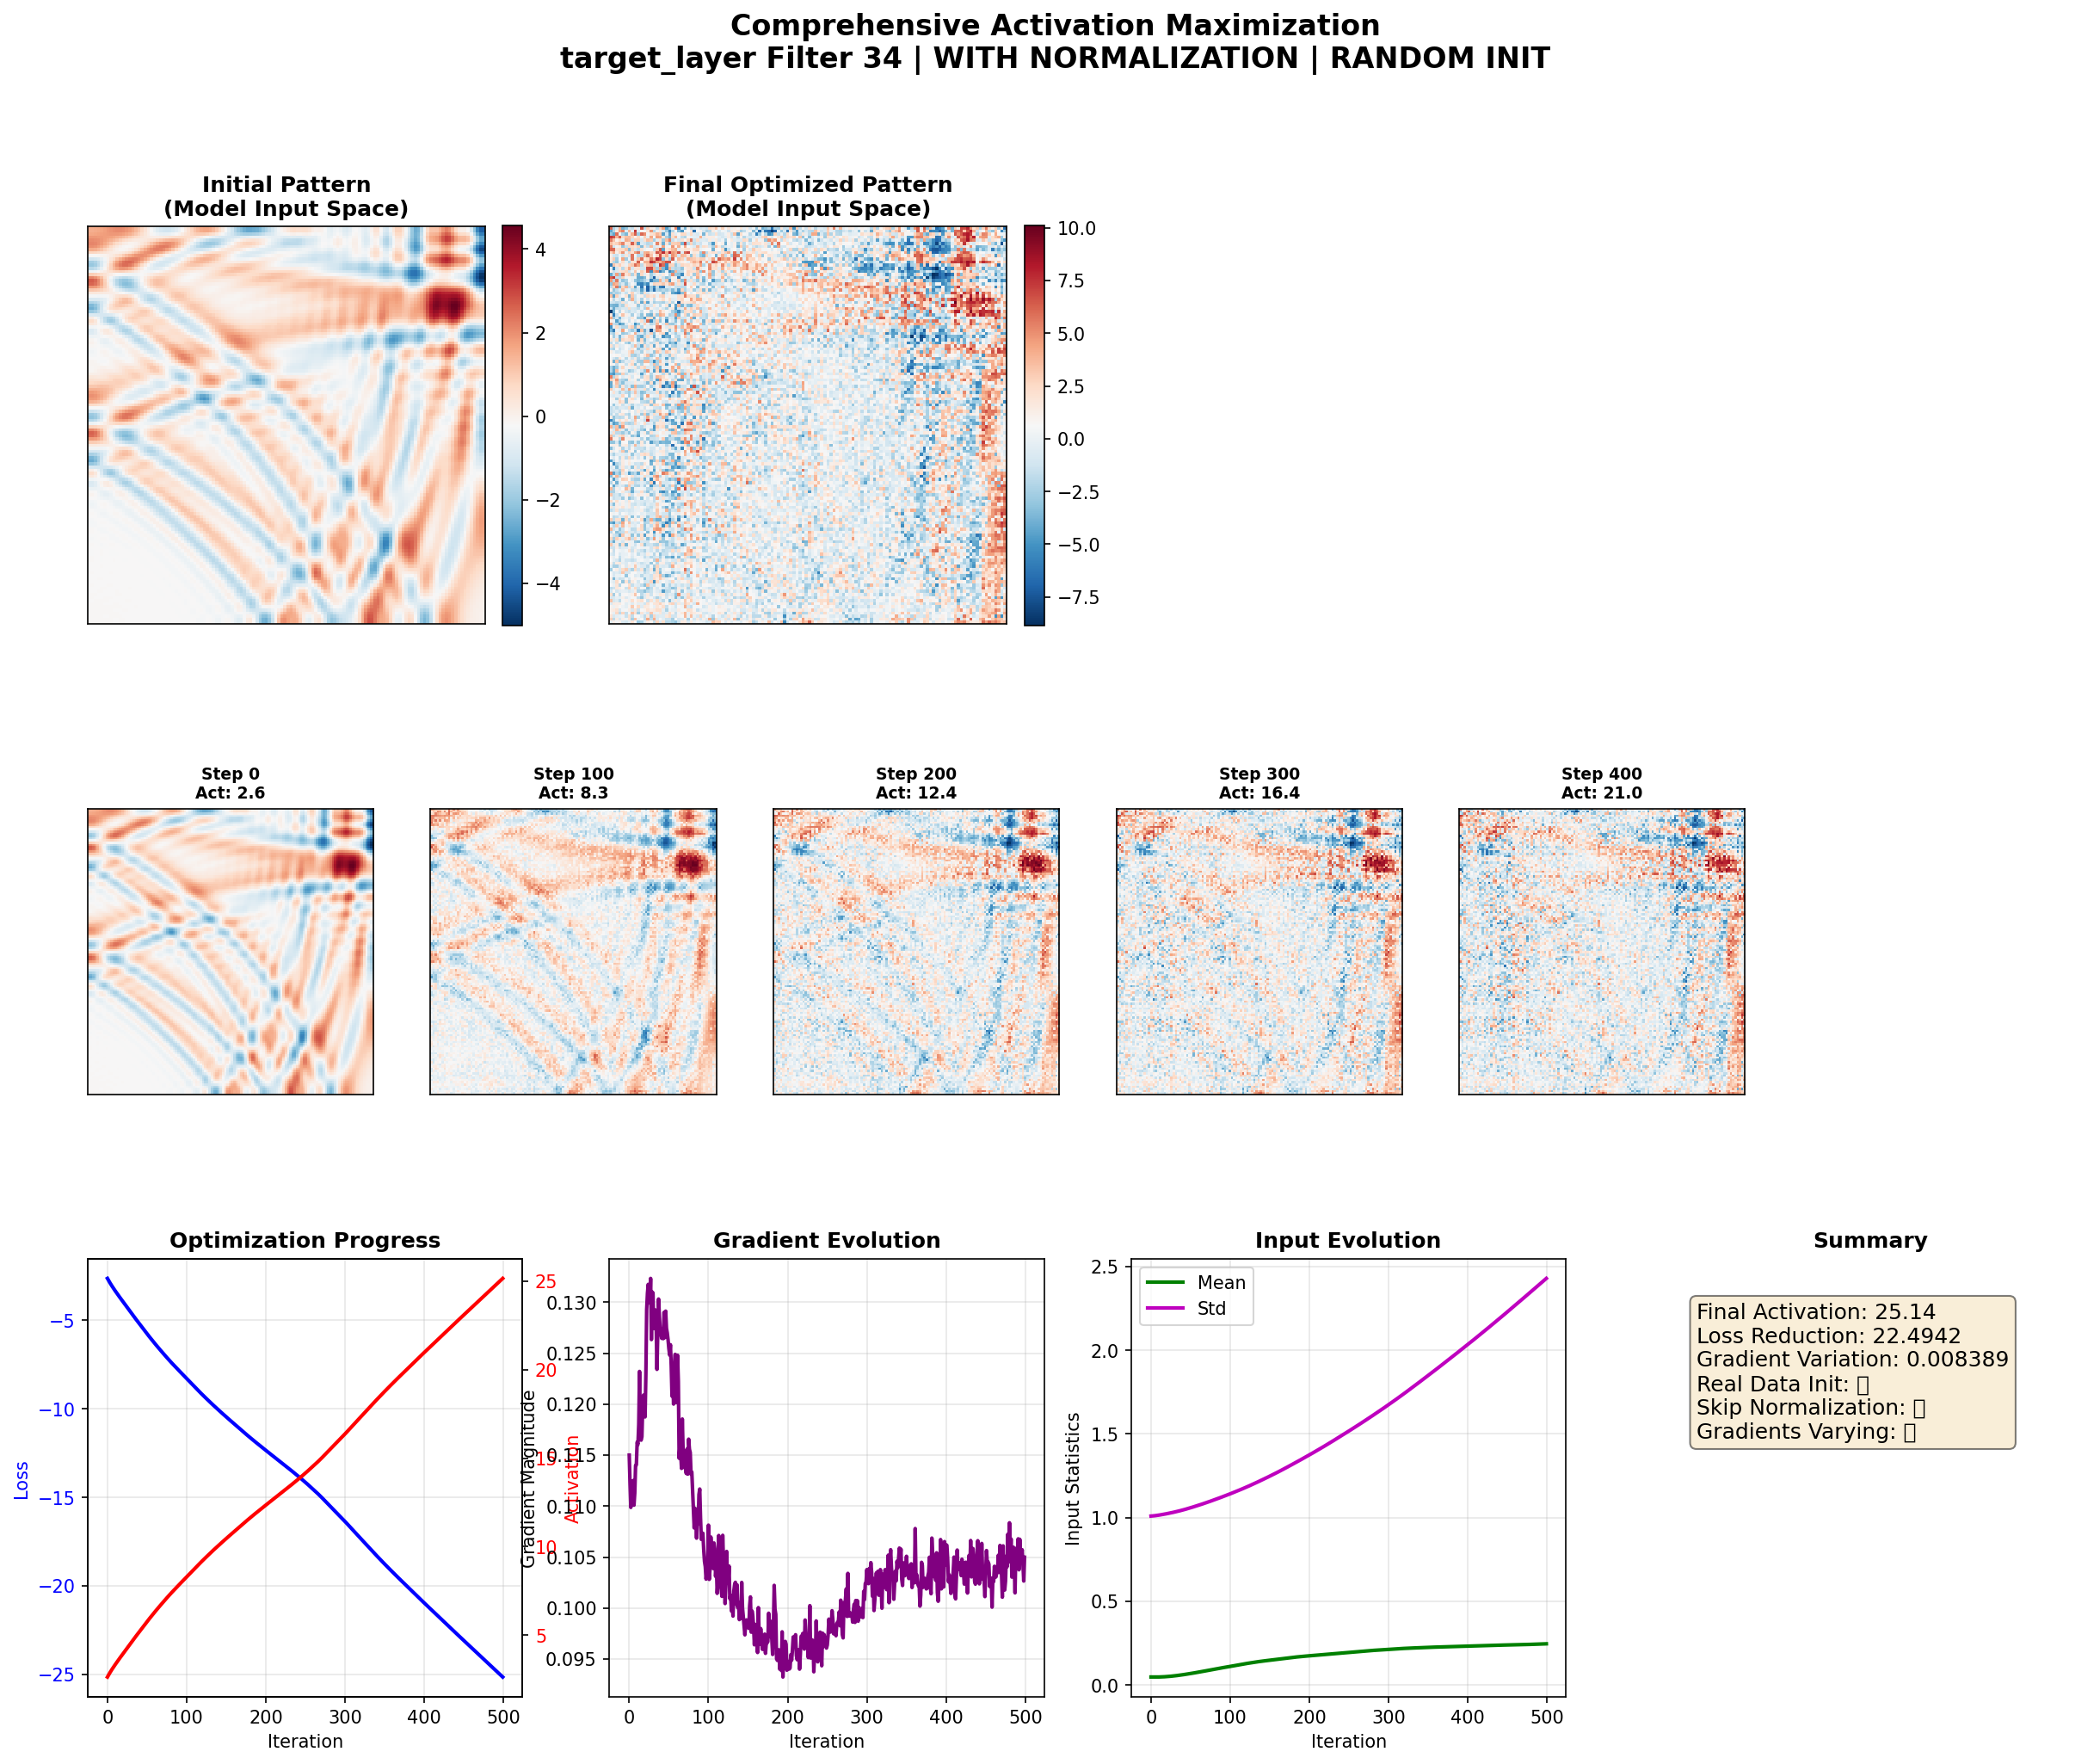 Comprehensive Activation Maximization
target_layer Filter 34 | WITH NORMALIZATION | RANDOM INIT
Initial Pattern
(Model Input Space)
4
2
0
−2
−4
Final Optimized Pattern
(Model Input Space)
10.0
7.5
5.0
2.5
0.0
−2.5
−5.0
−7.5
Step 0
Act: 2.6
Step 100
Act: 8.3
Step 200
Act: 12.4
Step 300
Act: 16.4
Step 400
Act: 21.0
Optimization Progress
Loss
−5
−10
−15
−20
−25
25
20
15
10
5
Activation
0 100 200 300 400 500
Iteration
Gradient Evolution
Gradient Magnitude
0.130
0.125
0.120
0.115
0.110
0.105
0.100
0.095
0 100 200 300 400 500
Iteration
Input Evolution
Input Statistics
2.5
2.0
1.5
1.0
0.5
0.0
Mean
Std
0 100 200 300 400 500
Iteration
Summary
Final Activation: 25.14
Loss Reduction: 22.4942
Gradient Variation: 0.008389
Real Data Init:
Skip Normalization:
Gradients Varying: